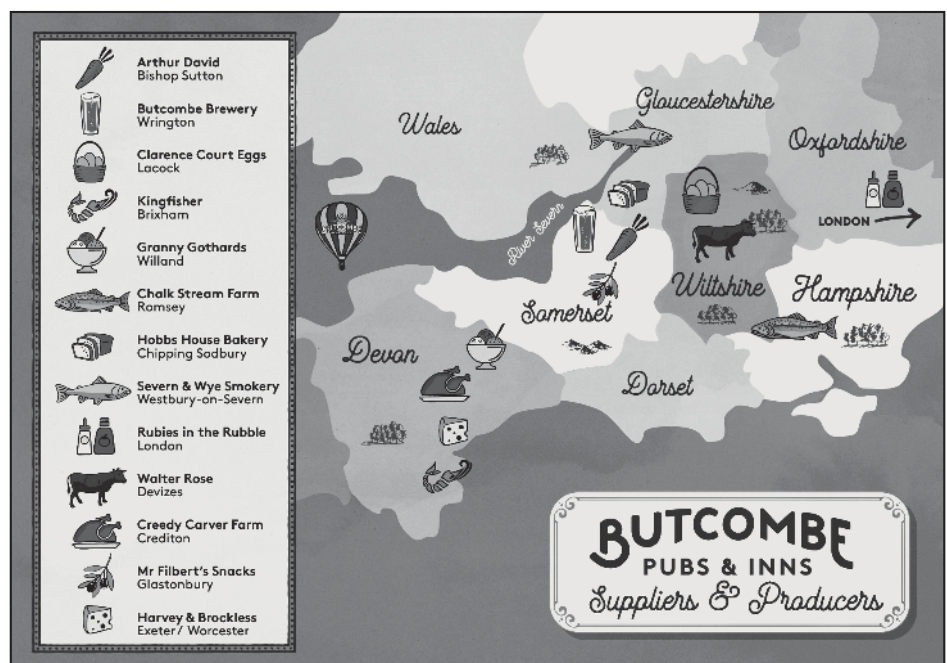 Arthur David
Bishop Sutton
Butcombe Brewery
Wrington
Clarence Court Eggs
Lacock
Kingfisher
Brixham
Granny Gothards
Willand
Chalk Stream Farm
Ramsey
Hobbs House Bakery
Chipping Sodbury
Severn & Wye Smokery
Westbury-on-Severn
Rubies in the Rubble
London
Walter Rose
Devizes
Creedy Carver Farm
Crediton
Mr Filbert's Snacks
Glastonbury
Harvey & Brockless
Exeter/ Worcester
Wales
Gloucestershire
Oxfordshire
LONDON
River Severn
BUTCOMBE
Somerset
Wiltshire
Hampshire
Devon
Dorset
BUTCOMBE
PUBS & INNS
Suppliers & Producers